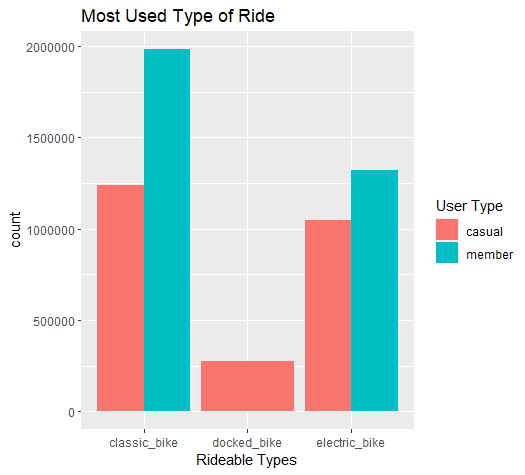 Most Used Type of Ride
2000000
1500000
1000000
500000
0
count
classic_bike
docked_bike
electric_bike
Rideable Types
User Type
casual
member